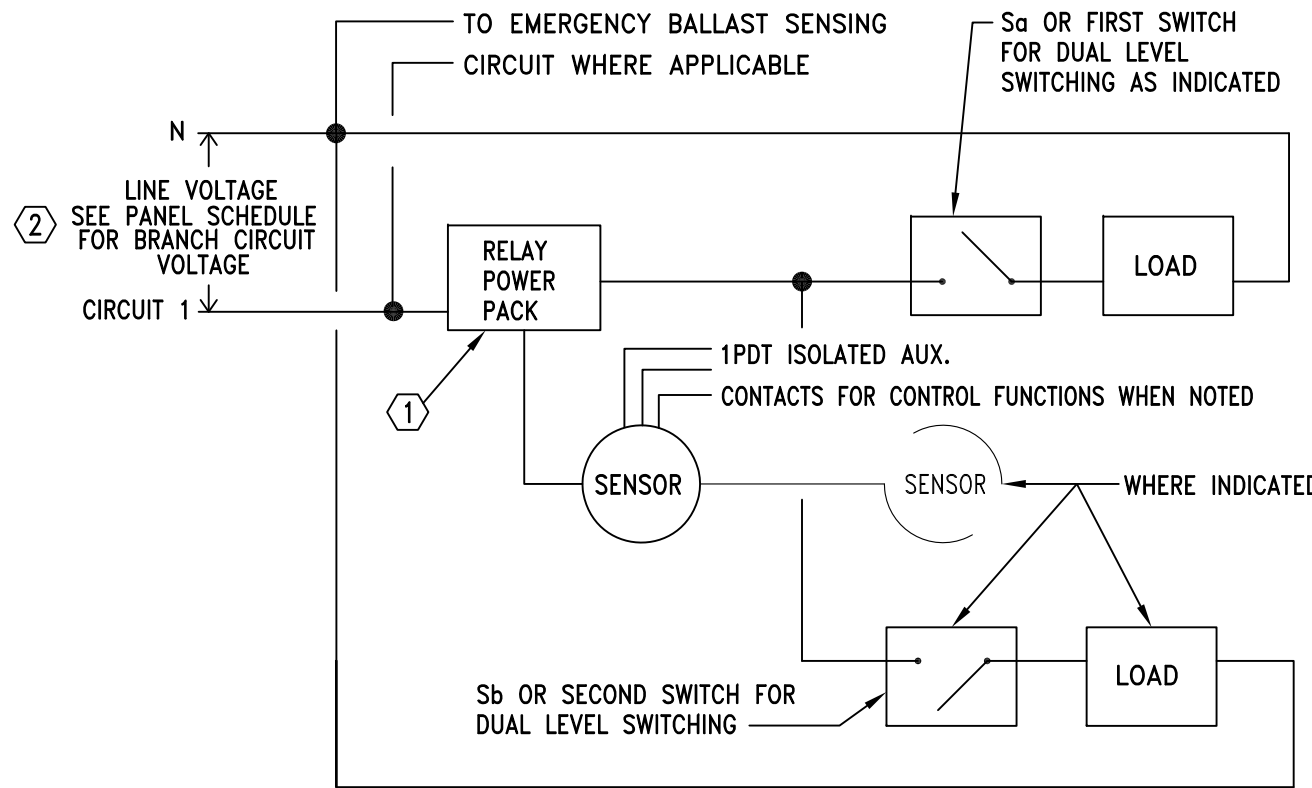 TO EMERGENCY BALLAST SENSING
CIRCUIT WHERE APPLICABLE
Sa OR FIRST SWITCH
FOR DUAL LEVEL
SWITCHING AS INDICATED
N
LINE VOLTAGE
2
SEE PANEL SCHEDULE
FOR BRANCH CIRCUIT
VOLTAGE
CIRCUIT 1
RELAY
POWER
PACK
LOAD
1
1PDT ISOLATED AUX.
CONTACTS FOR CONTROL FUNCTIONS WHEN NOTED
SENSOR
SENSOR
WHERE INDICATED
Sb OR SECOND SWITCH FOR
DUAL LEVEL SWITCHING
LOAD